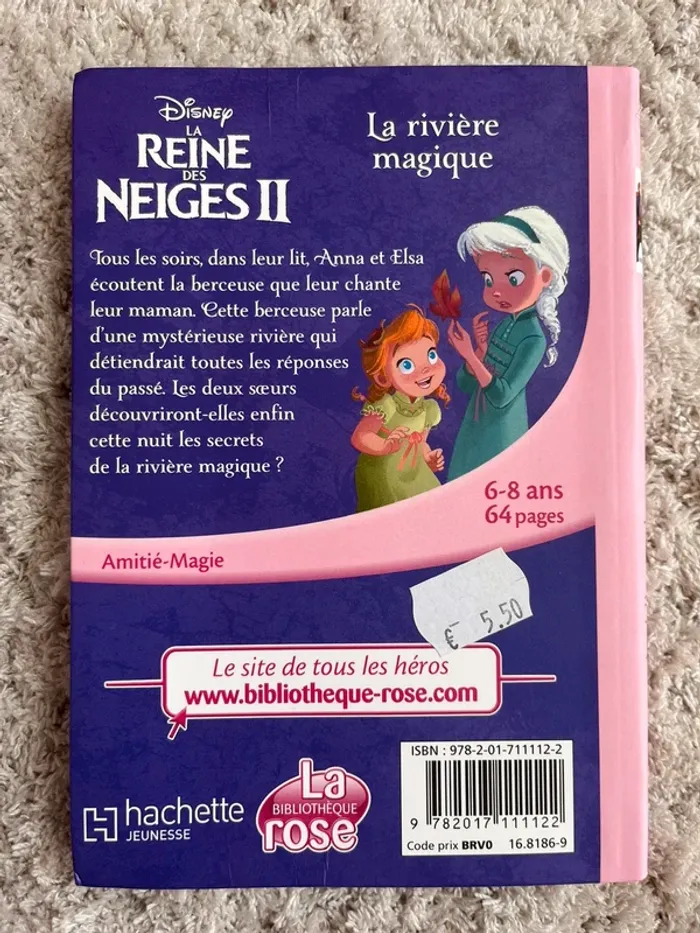 Disney
LA
REINE
DES
NEIGES II
La rivière
magique
Tous les soirs, dans leur lit, Anna et Elsa
écoutent la berceuse que leur chante
leur maman. Cette berceuse parle
d'une mystérieuse rivière qui
détiendrait toutes les réponses
du passé. Les deux sœurs
découvriront-elles enfin
cette nuit les secrets
de la rivière magique ?
6-8 ans
64 pages
Amitié-Magie
€ 5.50
Le site de tous les héros
www.bibliotheque-rose.com
hachette
JEUNESSE
La
BIBLIOTHÈQUE
rose
ISBN : 978-2-01-711112-2
9 782017 111122
Code prix BRV0 16.8186-9